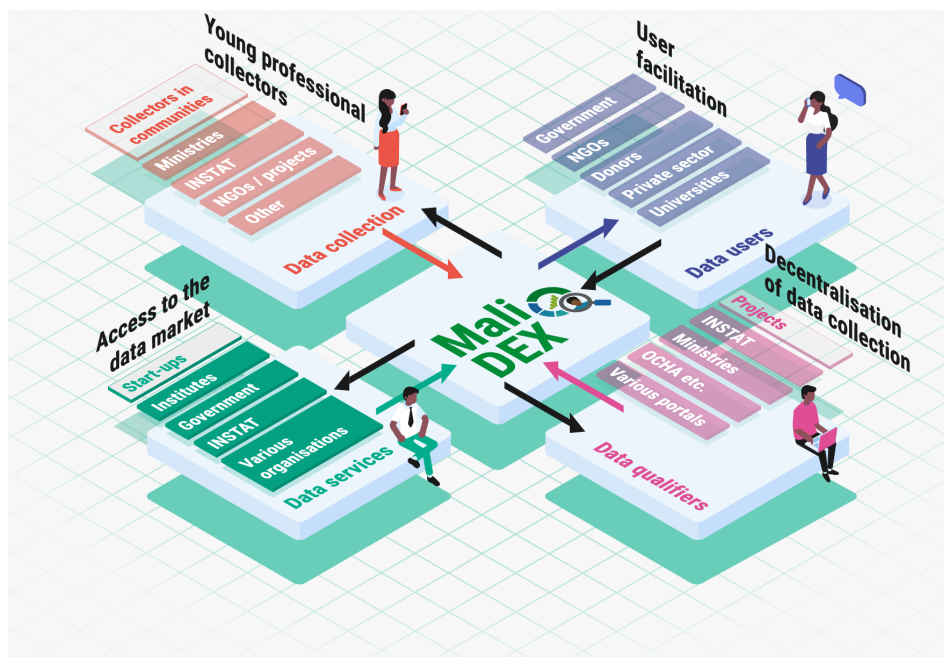 Young professional
collectors
Collectors in
communities
Ministries
INSTAT
NGOs / projects
Other
Data collection
User
facilitation
Government
NGOs
Donors
Private sector
Universities
Data users
Mali
DEX
Access to the
data market
Start-ups
Institutes
Government
INSTAT
Various
organisations
Data services
Decentralisation
of data collection
Projects
INSTAT
Ministries
OCHA etc.
Various portals
Data qualifiers